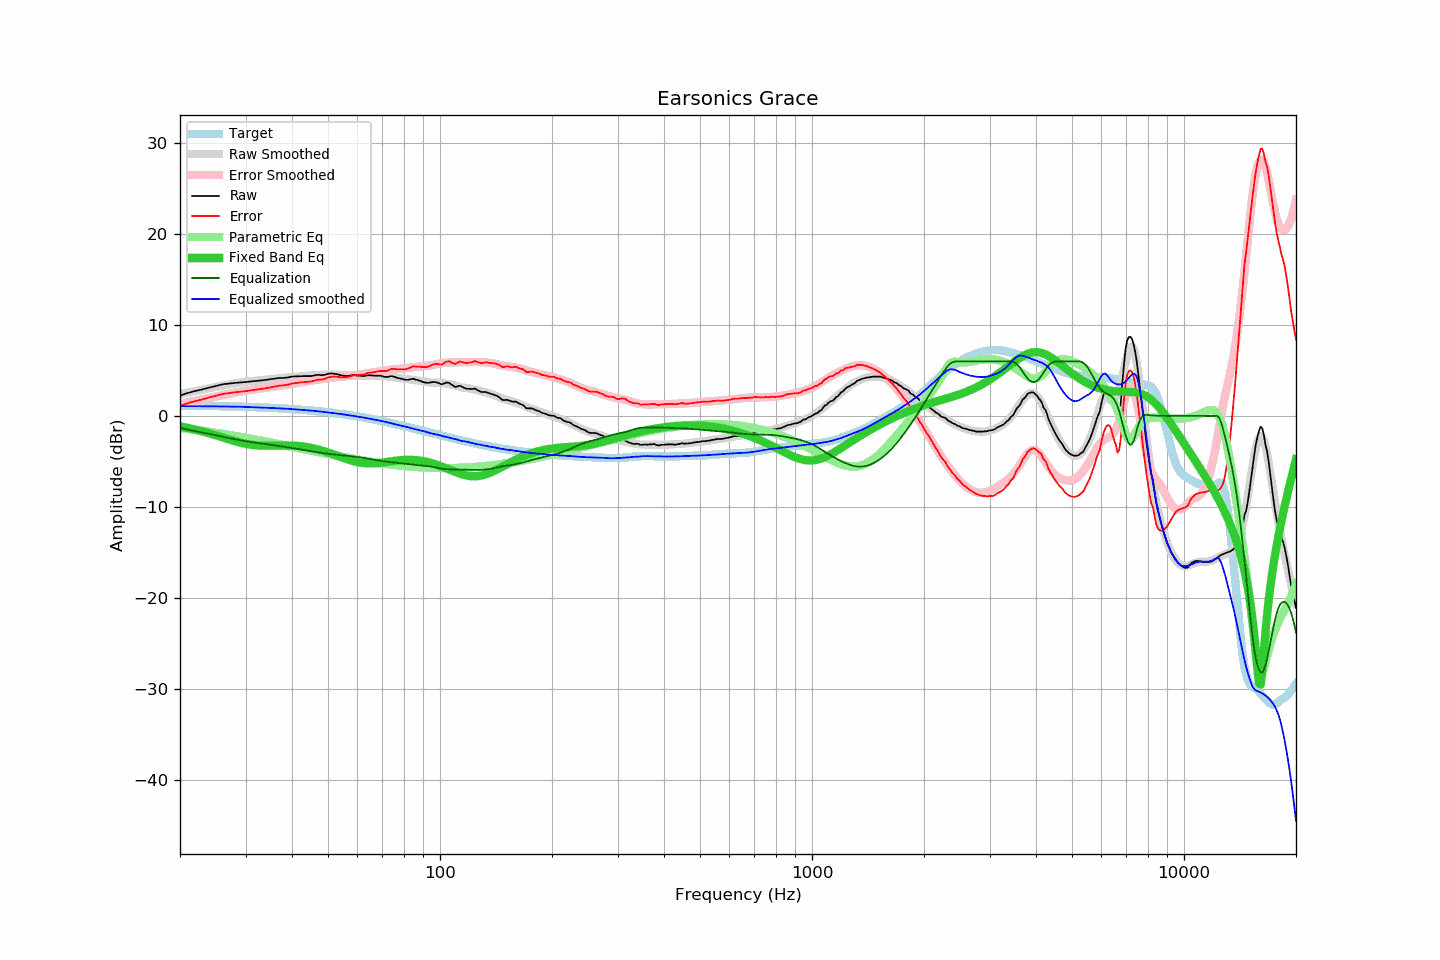 Earsonics Grace
Target
Raw Smoothed
Error Smoothed
Raw
Error
Parametric Eq
Fixed Band Eq
Equalization
Equalized smoothed
30
20
10
0
−10
−20
−30
−40
Amplitude (dBr)
100
1000
10000
Frequency (Hz)